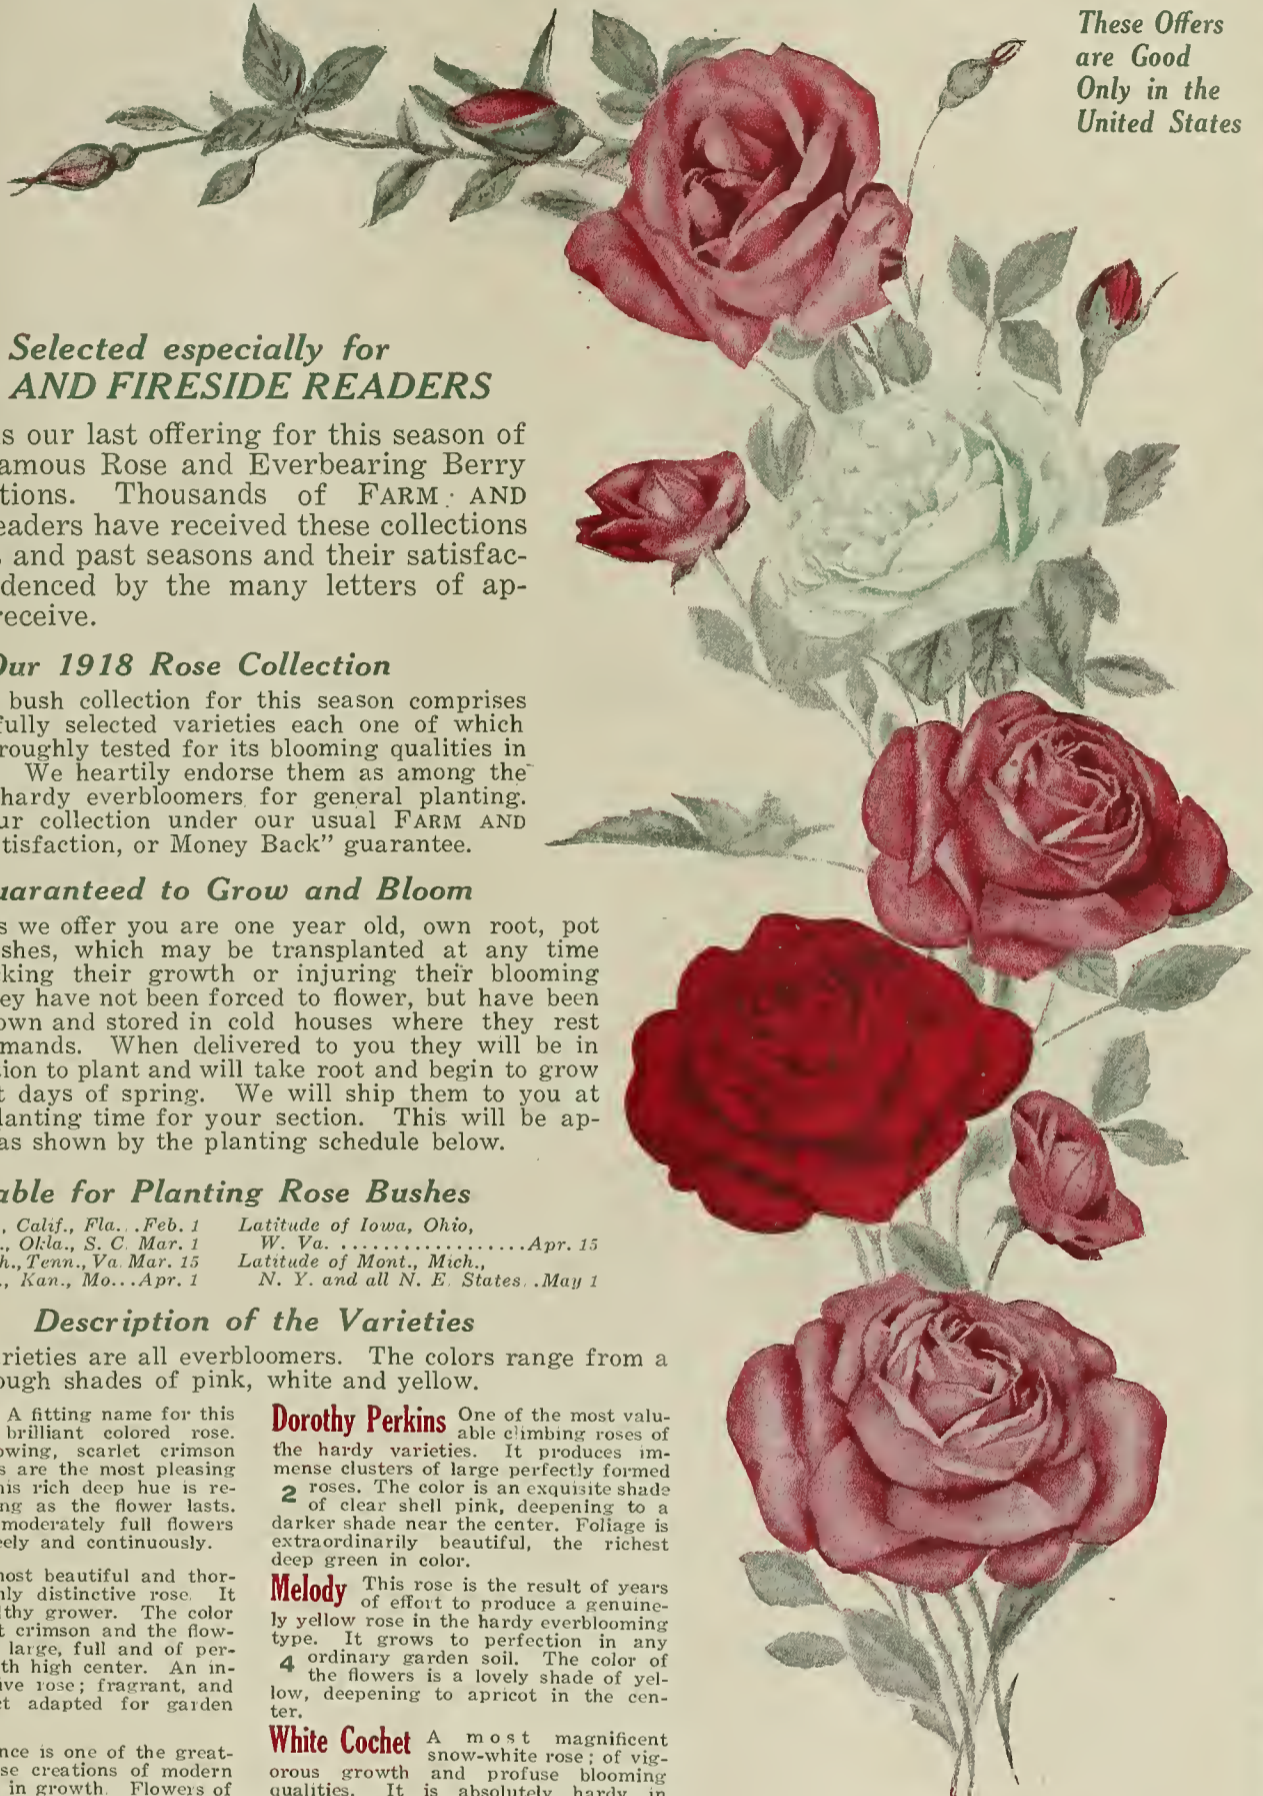 These Offers
are Good
Only in the
United States
Selected especially for
AND FIRESIDE READERS
s our last offering for this season of
amous Rose and Everbearing Berry
tions. Thousands of FARM AND
eaders have received these collections
and past seasons and their satisfac-
denced by the many letters of ap-
receive.
Our 1918 Rose Collection
bush collection for this season comprises
fully selected varieties each one of which
roughly tested for its blooming qualities in
We heartily endorse them as among the
hardy everbloomers for general planting.
ur collection under our usual FARM AND
tisfaction, or Money Back” guarantee.
uaranteed to Grow and Bloom
s we offer you are one year old, own root, pot
shes, which may be transplanted at any time
king their growth or injuring their blooming
ey have not been forced to flower, but have been
own and stored in cold houses where they rest
mands. When delivered to you they will be in
tion to plant and will take root and begin to grow
t days of spring. We will ship them to you at
lanting time for your section. This will be ap-
as shown by the planting schedule below.
able for Planting Rose Bushes
., Calif., Fla. . .Feb. 1
., Okla., S. C. Mar. 1
h., Tenn., Va. Mar. 15
., Kan., Mo...Apr. 1
Latitude of Iowa, Ohio,
W. Va. ..................Apr. 15
Latitude of Mont., Mich.,
N. Y. and all N. E. States. .May 1
Description of the Varieties
rieties are all everbloomers. The colors range from a
ough shades of pink, white and yellow.
A fitting name for this
brilliant colored rose.
owing, scarlet crimson
s are the most pleasing
his rich deep hue is re-
ng as the flower lasts.
moderately full flowers
eely and continuously.
most beautiful and thor-
nly distinctive rose. It
lthy grower. The color
t crimson and the flow-
large, full and of per-
th high center. An in-
ive rose; fragrant, and
ct adapted for garden
nce is one of the great-
se creations of modern
in growth. Flowers of
Dorothy Perkins One of the most valu-
able climbing roses of
the hardy varieties. It produces im-
mense clusters of large perfectly formed
2 roses. The color is an exquisite shade
of clear shell pink, deepening to a
darker shade near the center. Foliage is
extraordinarily beautiful, the richest
deep green in color.
Melody This rose is the result of years
of effort to produce a genuine-
ly yellow rose in the hardy everblooming
type. It grows to perfection in any
4 ordinary garden soil. The color of
the flowers is a lovely shade of yel-
low, deepening to apricot in the cen-
ter.
White Cochet A most magnificent
snow-white rose; of vig-
orous growth and profuse blooming
qualities. It is absolutely hardy in